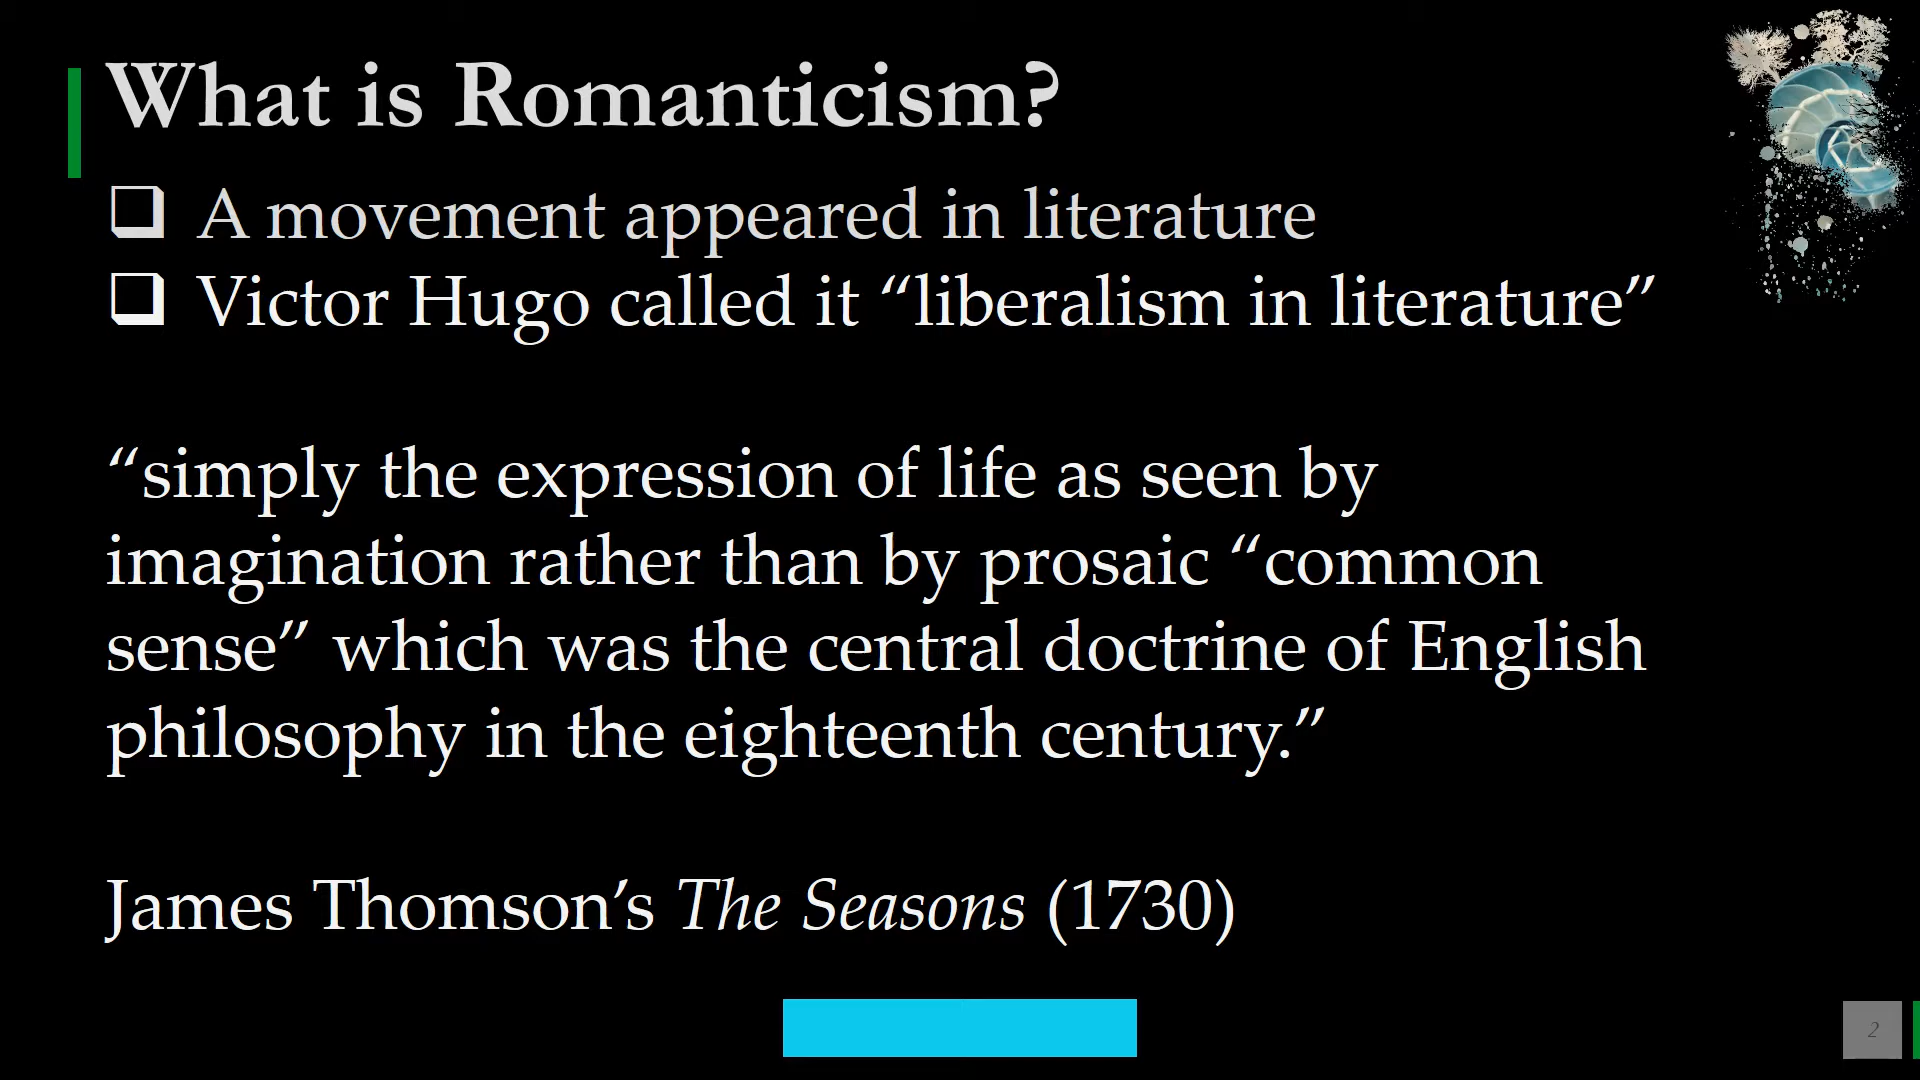 What is Romanticism?
❑ A movement appeared in literature
❑ Victor Hugo called it “liberalism in literature”
“simply the expression of life as seen by
imagination rather than by prosaic “common
sense” which was the central doctrine of English
philosophy in the eighteenth century.”
James Thomson’s The Seasons (1730)
2